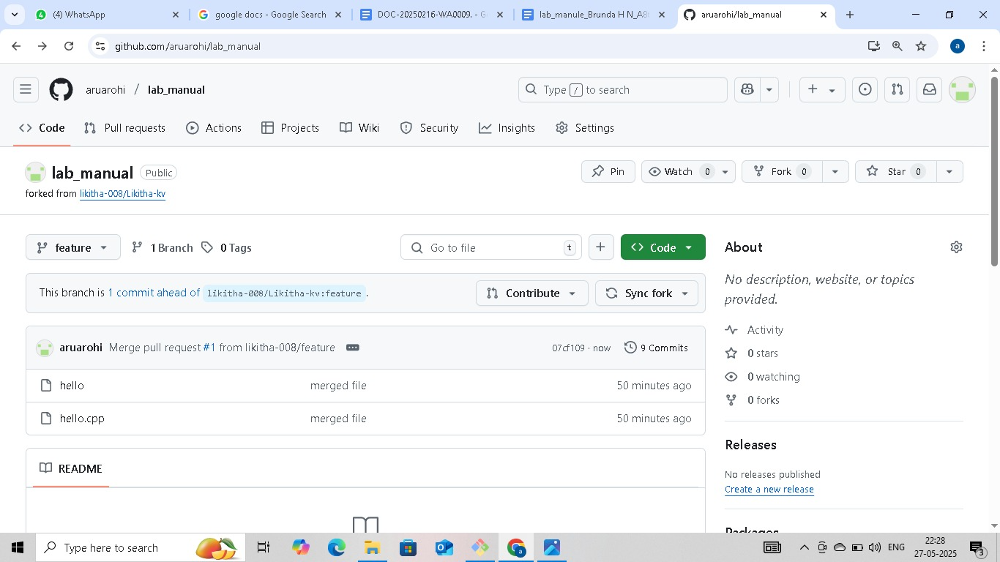 (4) WhatsApp
google docs - Google Search
DOC-20250216-WA0009. - G
lab_manule_Brunda H N_A8
aruarohi/lab_manual
github.com/aruarohi/lab_manual
a
aruarohi / lab_manual
Type / to search
Code Pull requests Actions Projects Wiki Security Insights Settings
lab_manual Public
Pin Watch 0 Fork 0 Star 0
forked from likitha-008/Likitha-kv
feature 1 Branch 0 Tags Go to file t Code
About
No description, website, or topics
provided.
This branch is 1 commit ahead of likitha-008/Likitha-kv:feature .
Contribute Sync fork
aruarohi Merge pull request #1 from likitha-008/feature 07cf109 · now 9 Commits
hello merged file 50 minutes ago
hello.cpp merged file 50 minutes ago
README
Activity
0 stars
0 watching
0 forks
Releases
No releases published
Create a new release
Packages
Type here to search
a
ENG
22:28
27-05-2025
3